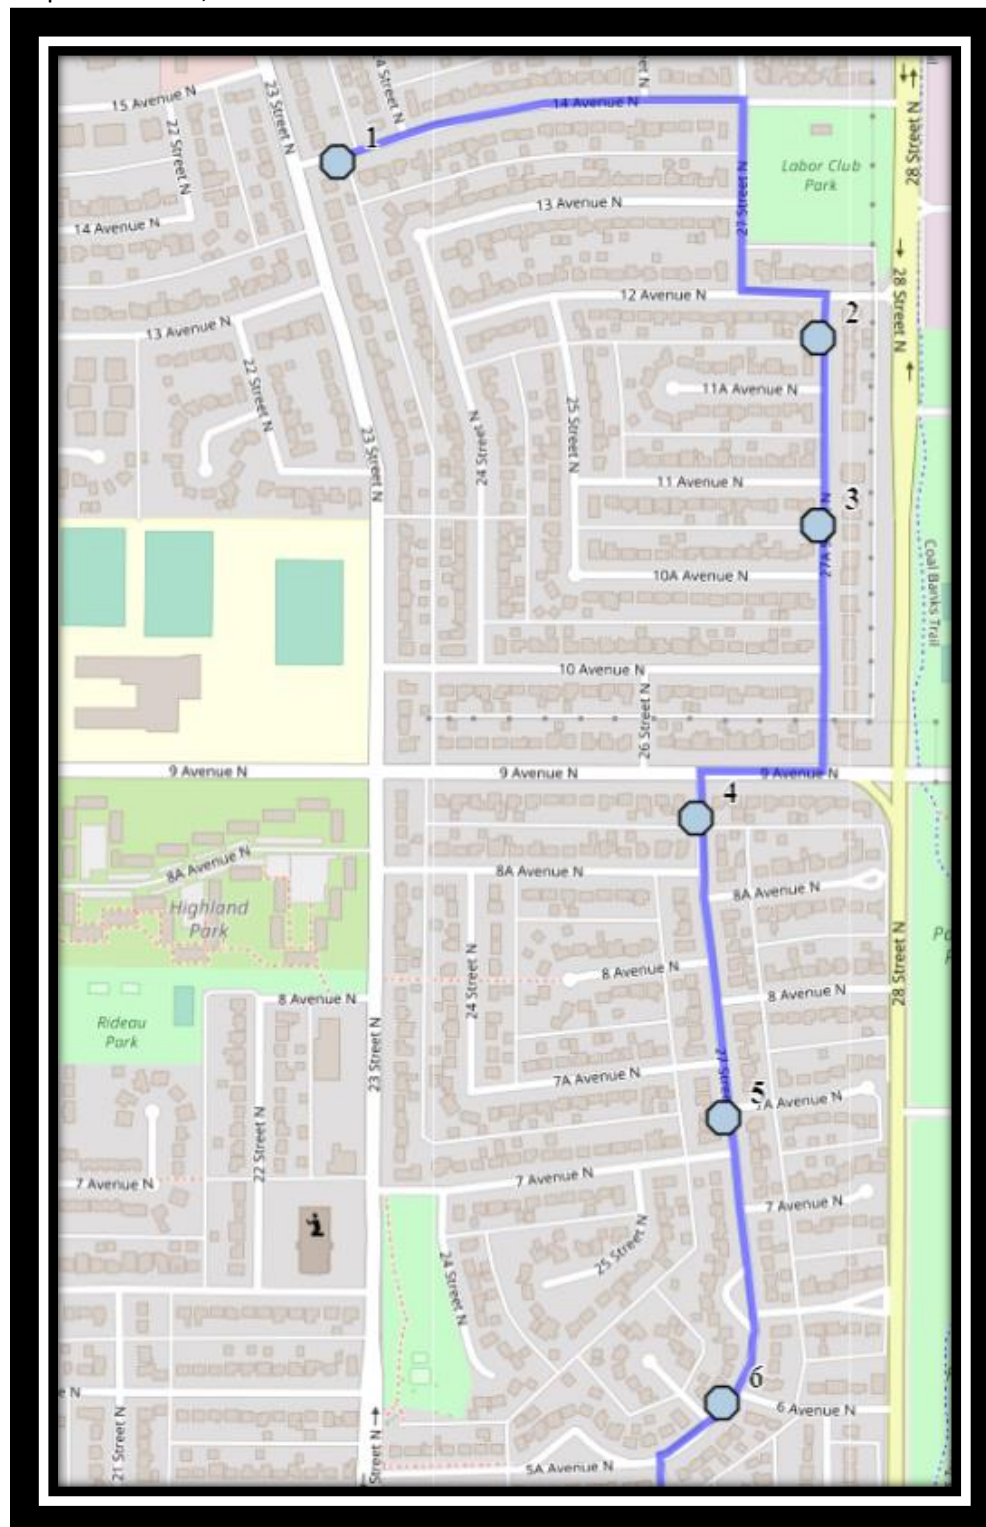 15 Avenue N
23 Street N
14 Avenue N
28 Street N
22 Street N
1
Labor Club
Park
27 Street N
13 Avenue N
14 Avenue N
28 Street N
12 Avenue N
2
13 Avenue N
22 Street N
11A Avenue N
25 Street N
24 Street N
23 Street N
11 Avenue N
3
27A
N
10A Avenue N
Coal Banks Trail
10 Avenue N
26 Street N
9 Avenue N
9 Avenue N
9 Avenue N
4
8A Avenue N
8A Avenue N
8A Avenue N
Highland
Park
28 Street N
24 Street N
8 Avenue N
8 Avenue N
8 Avenue N
Rideau
Park
23 Street N
7A Avenue N
5
A Avenue N
22 Street N
7 Avenue N
7 Avenue N
7 Avenue N
25 Street N
24 Street N
6
e N
6 Avenue N
21 Street N
Street N
5A Avenue N